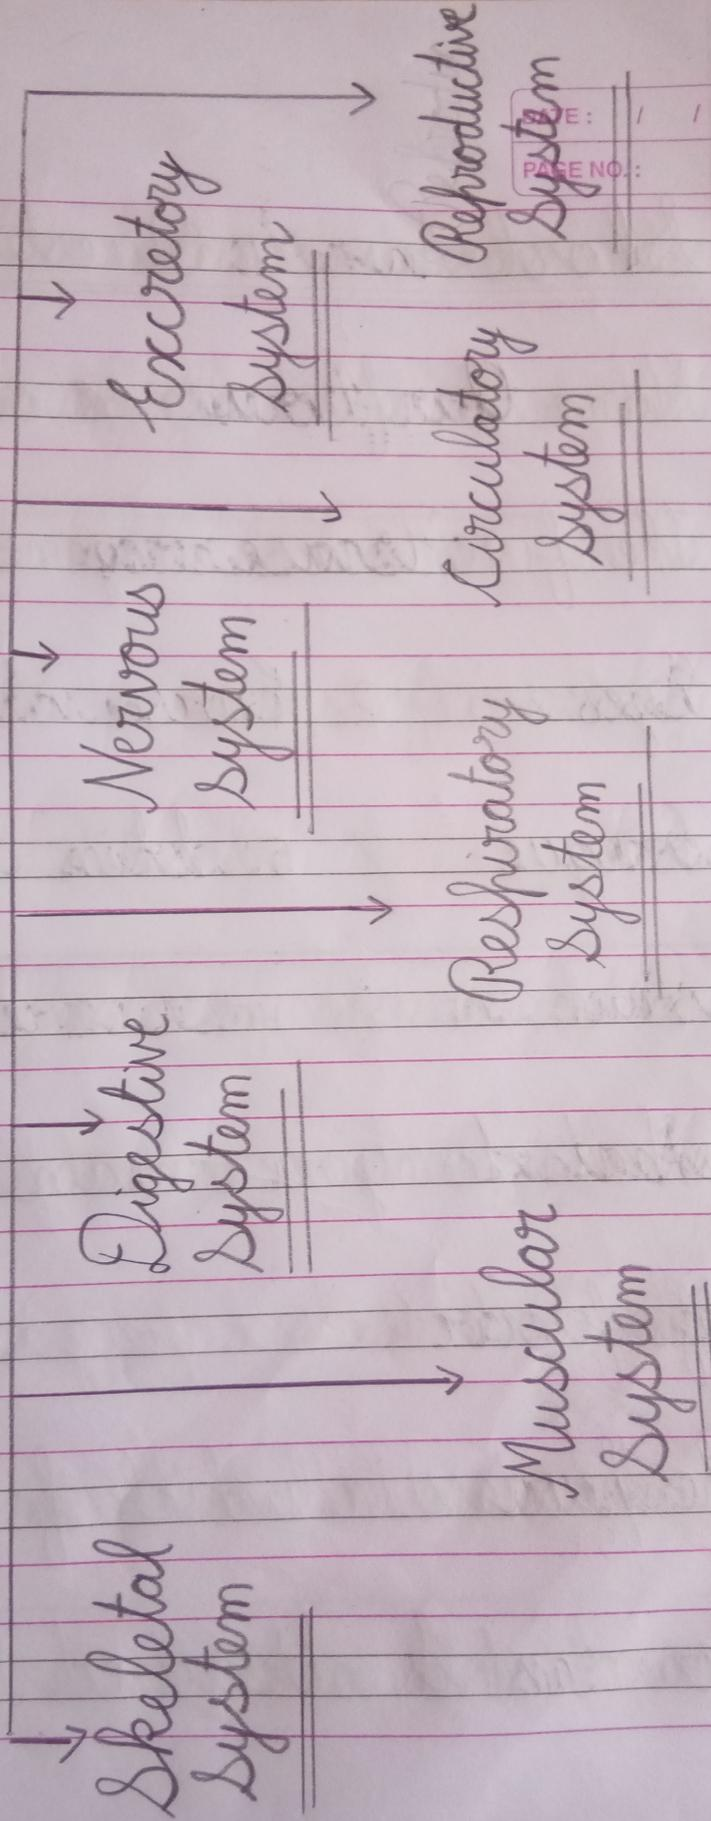 Skeletal
System
Muscular
System
Digestive
System
Respiratory
System
Nervous
System
Circulatory
System
Excretory
System
Reproductive
System
DATE: / /
PAGE NO.: